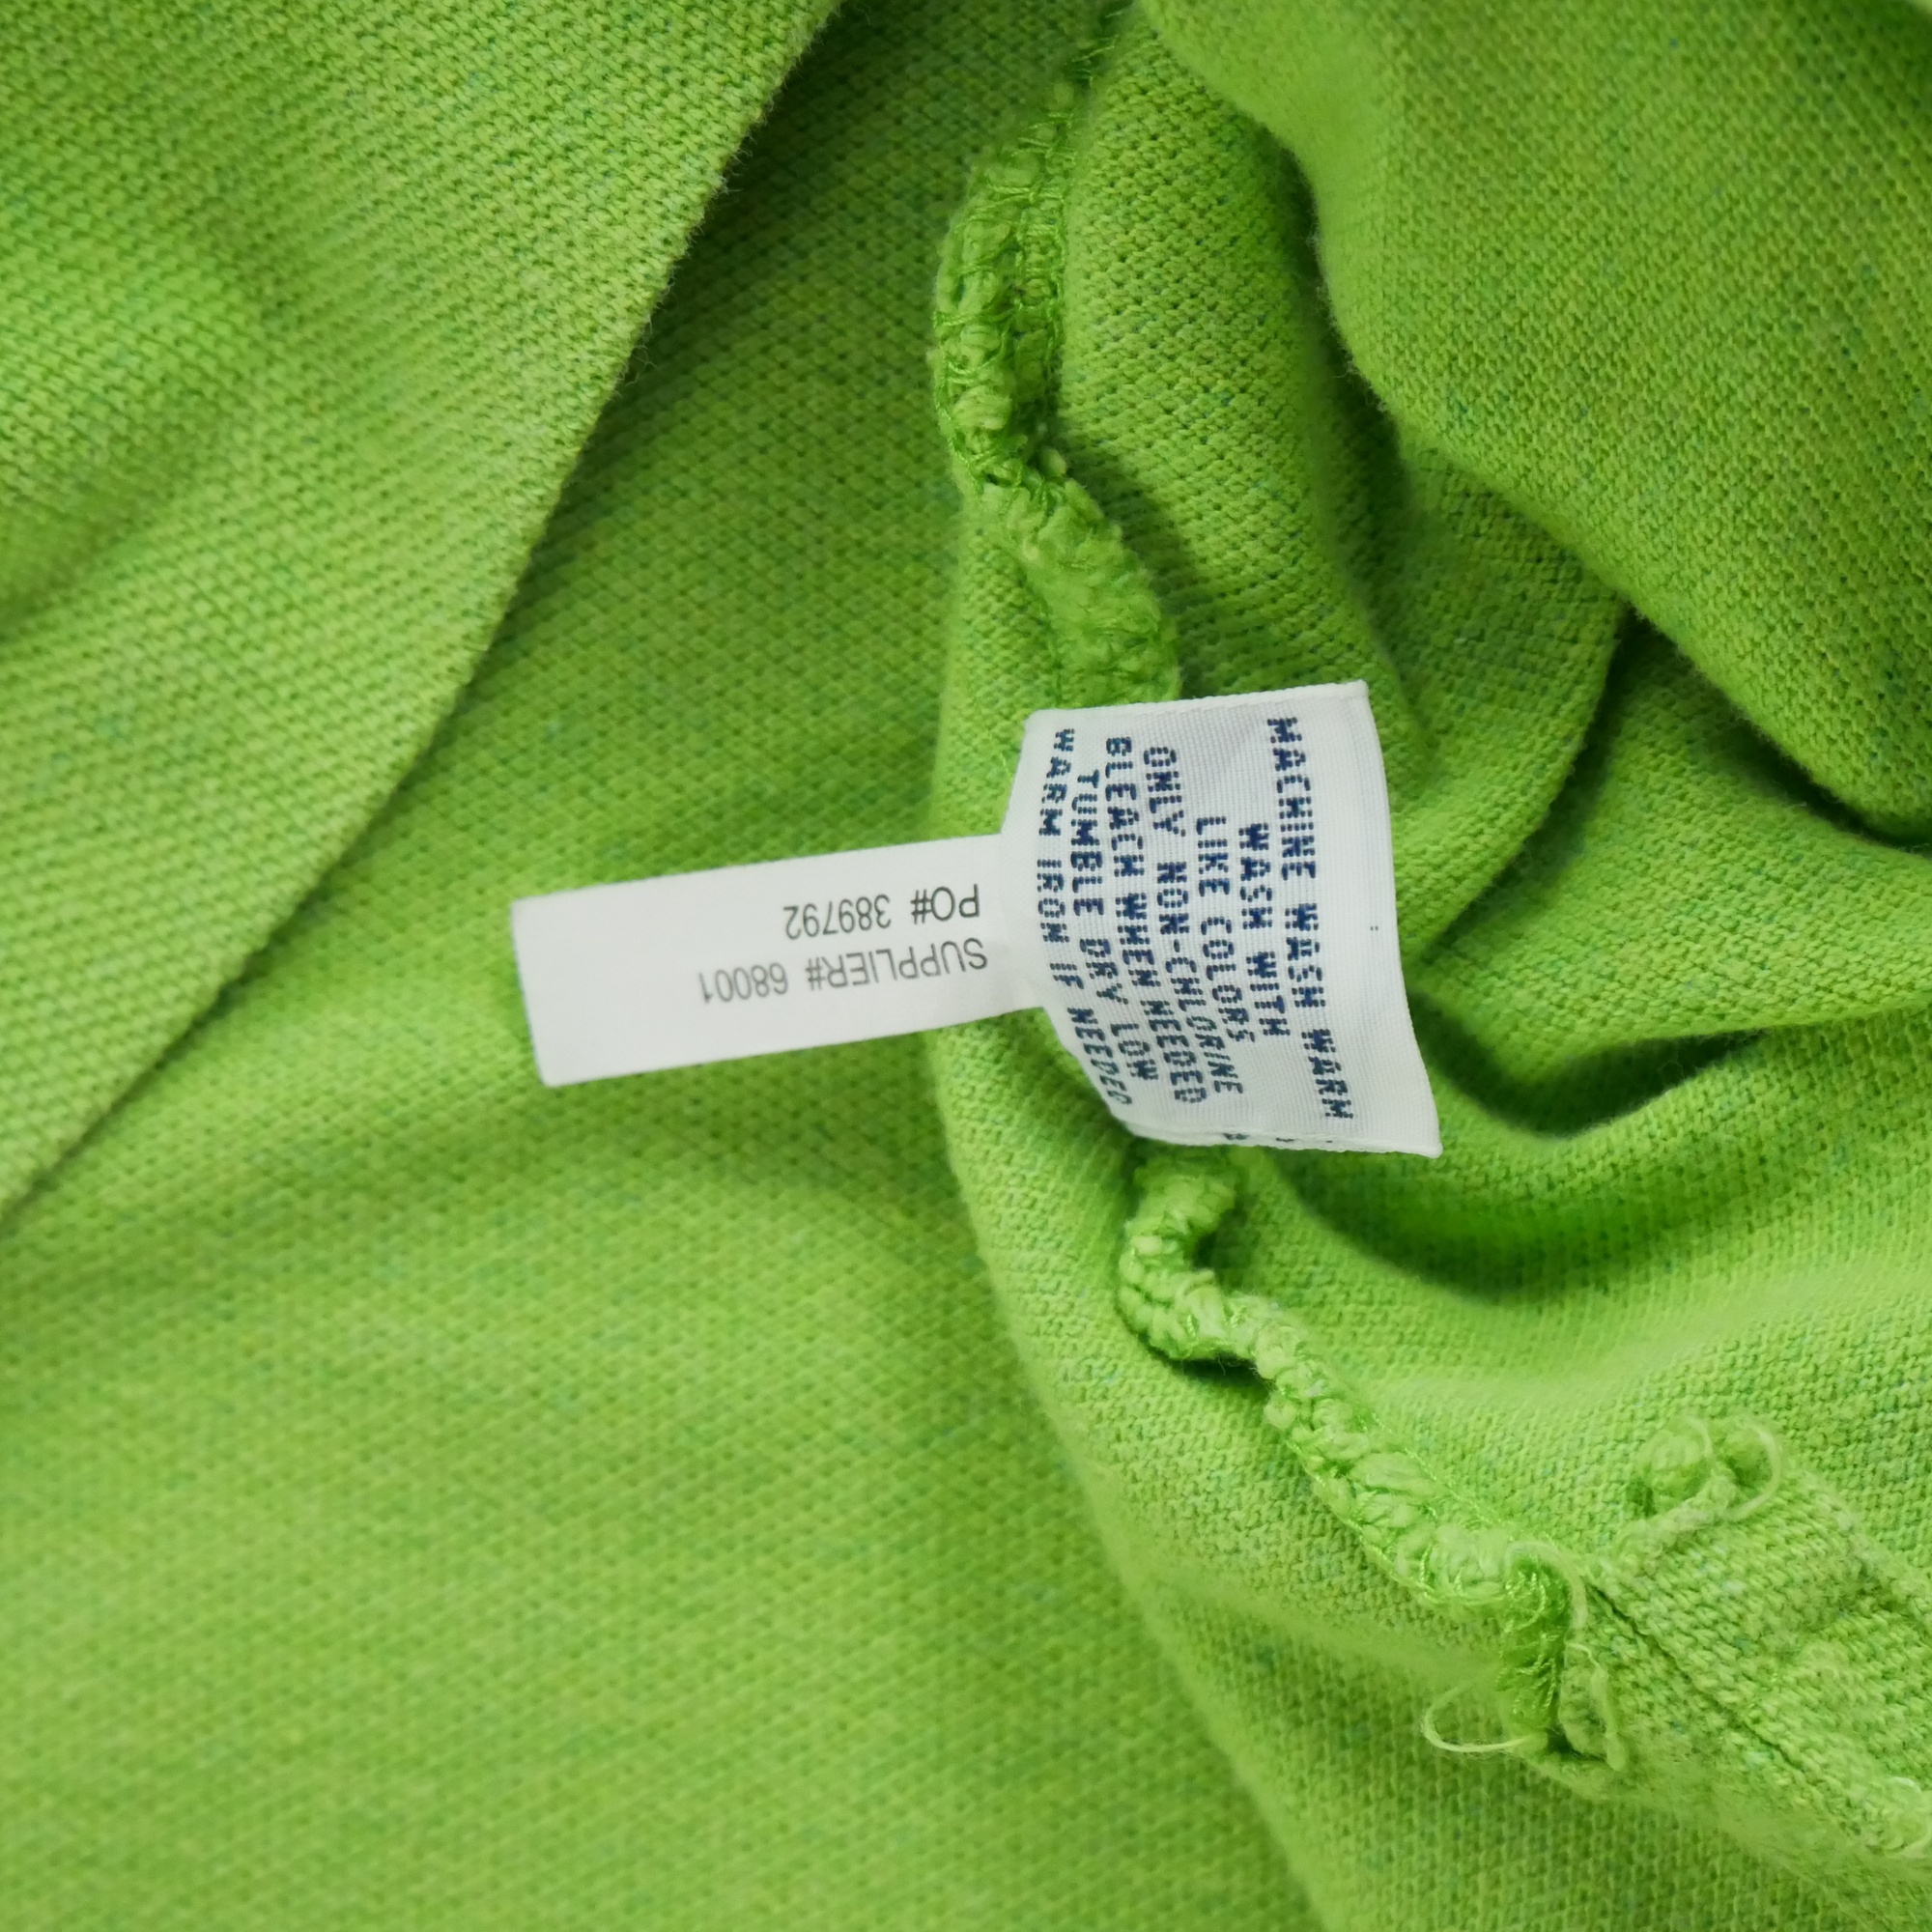 MACHINE WASH WARM
WASH WITH
LIKE COLORS
ONLY NON-CHLORINE
BLEACH WHEN NEEDED
TUMBLE DRY LOW
WARM IRON IF NEEDED
SUPPLIER# 68001
PO# 389792